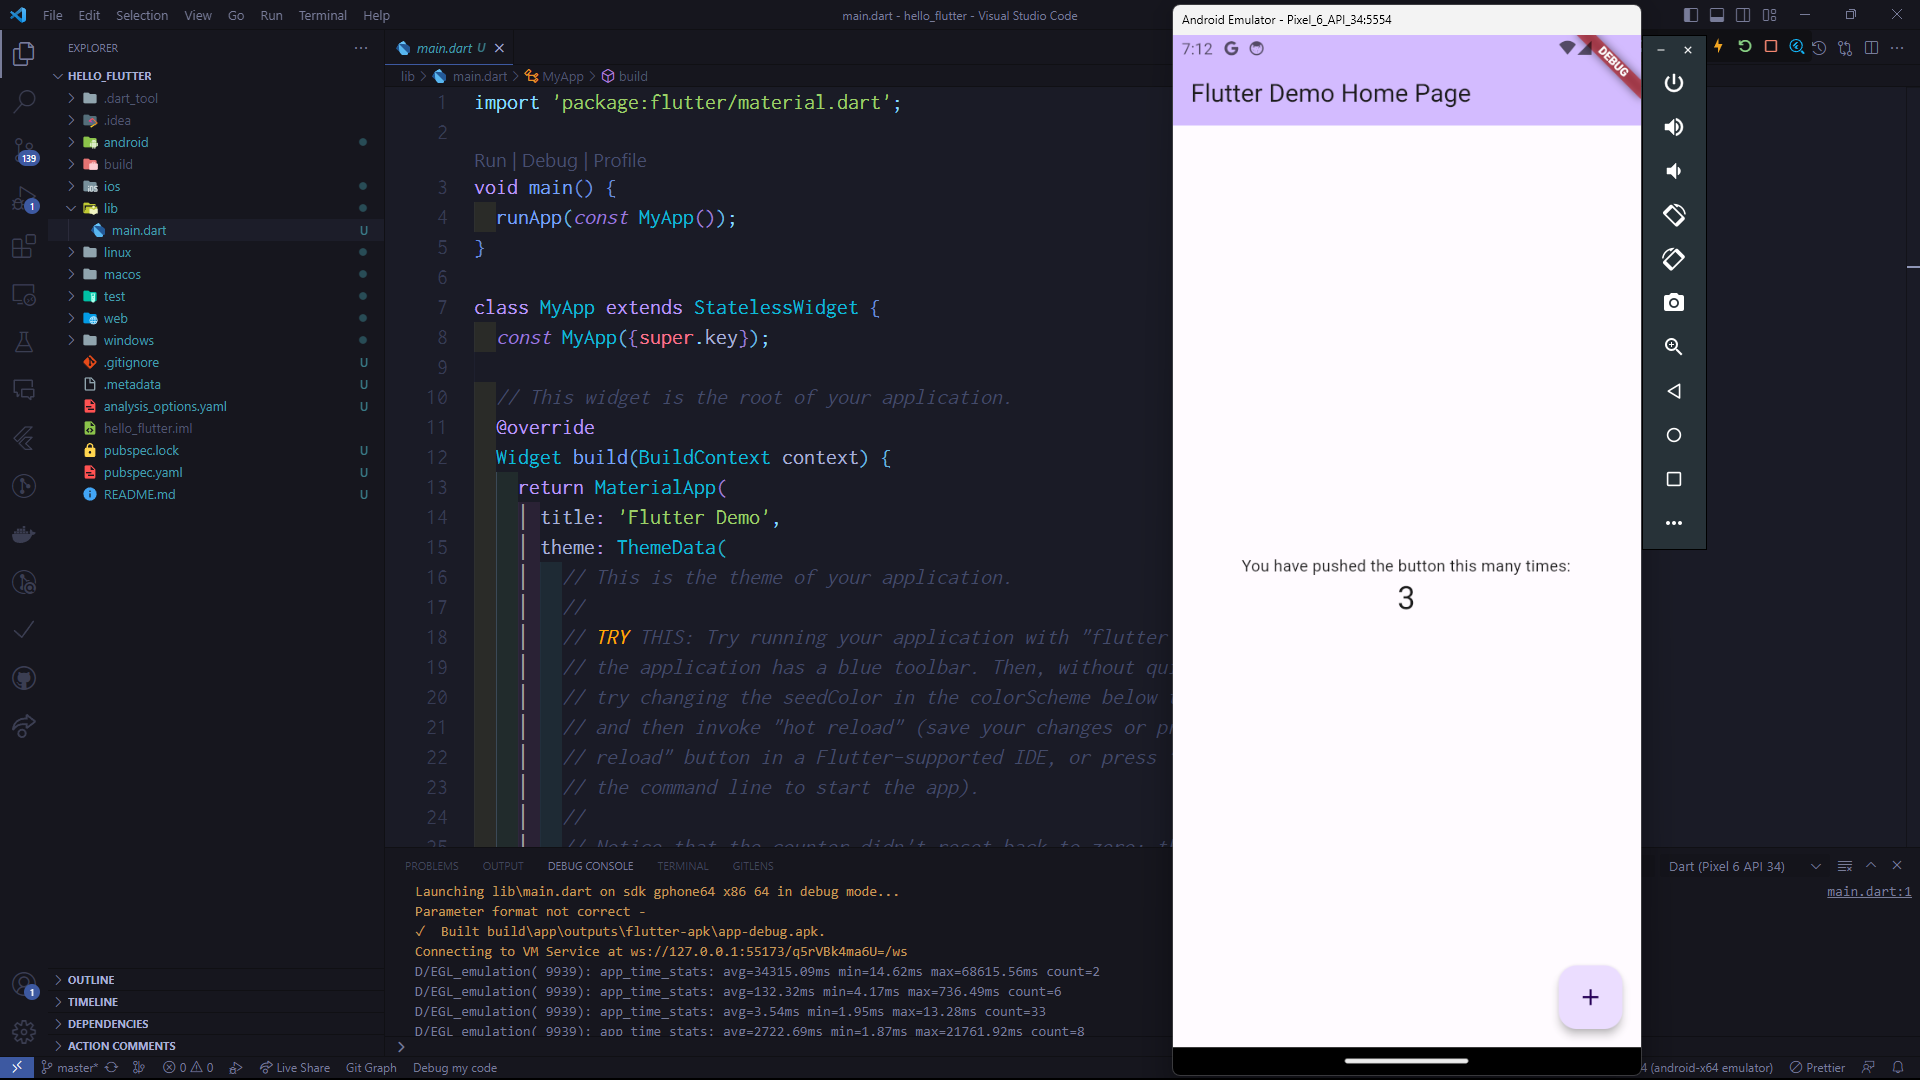 File Edit Selection View Go Run Terminal Help
main.dart - hello_flutter - Visual Studio Code
EXPLORER
HELLO_FLUTTER
.dart_tool
.idea
android
build
ios
lib
main.dart U
linux
macos
test
web
windows
.gitignore U
.metadata U
analysis_options.yaml U
hello_flutter.iml
pubspec.lock U
pubspec.yaml U
README.md U
139
1
1
OUTLINE
TIMELINE
DEPENDENCIES
ACTION COMMENTS
main.dart U
lib > main.dart > MyApp > build
1 import 'package:flutter/material.dart';
2
Run | Debug | Profile
3 void main() {
4 runApp(const MyApp());
5 }
6
7 class MyApp extends StatelessWidget {
8 const MyApp({super.key});
9
10 // This widget is the root of your application.
11 @override
12 Widget build(BuildContext context) {
13 return MaterialApp(
14 title: 'Flutter Demo',
15 theme: ThemeData(
16 // This is the theme of your application.
17 //
18 // TRY THIS: Try running your application with "flutter
19 // the application has a blue toolbar. Then, without qu
20 // try changing the seedColor in the colorScheme below
21 // and then invoke "hot reload" (save your changes or p
22 // reload" button in a Flutter-supported IDE, or press
23 // the command line to start the app).
24 //
25 // Notice that the counter didn't reset back to zero;
PROBLEMS OUTPUT DEBUG CONSOLE TERMINAL GITLENS
Dart (Pixel 6 API 34)
main.dart:1
Launching lib\main.dart on sdk gphone64 x86 64 in debug mode...
Parameter format not correct -
✓ Built build\app\outputs\flutter-apk\app-debug.apk.
Connecting to VM Service at ws://127.0.0.1:55173/q5rVBk4ma6U=/ws
D/EGL_emulation( 9939): app_time_stats: avg=34315.09ms min=14.62ms max=68615.56ms count=2
D/EGL_emulation( 9939): app_time_stats: avg=132.32ms min=4.17ms max=736.49ms count=6
D/EGL_emulation( 9939): app_time_stats: avg=3.54ms min=1.95ms max=13.28ms count=33
D/EGL_emulation( 9939): app_time_stats: avg=2722.69ms min=1.87ms max=21761.92ms count=8
master* 0 0 Live Share Git Graph Debug my code
4 (android-x64 emulator) Prettier
Android Emulator - Pixel_6_API_34:5554
7:12 G
DEBUG
Flutter Demo Home Page
You have pushed the button this many times:
3
+